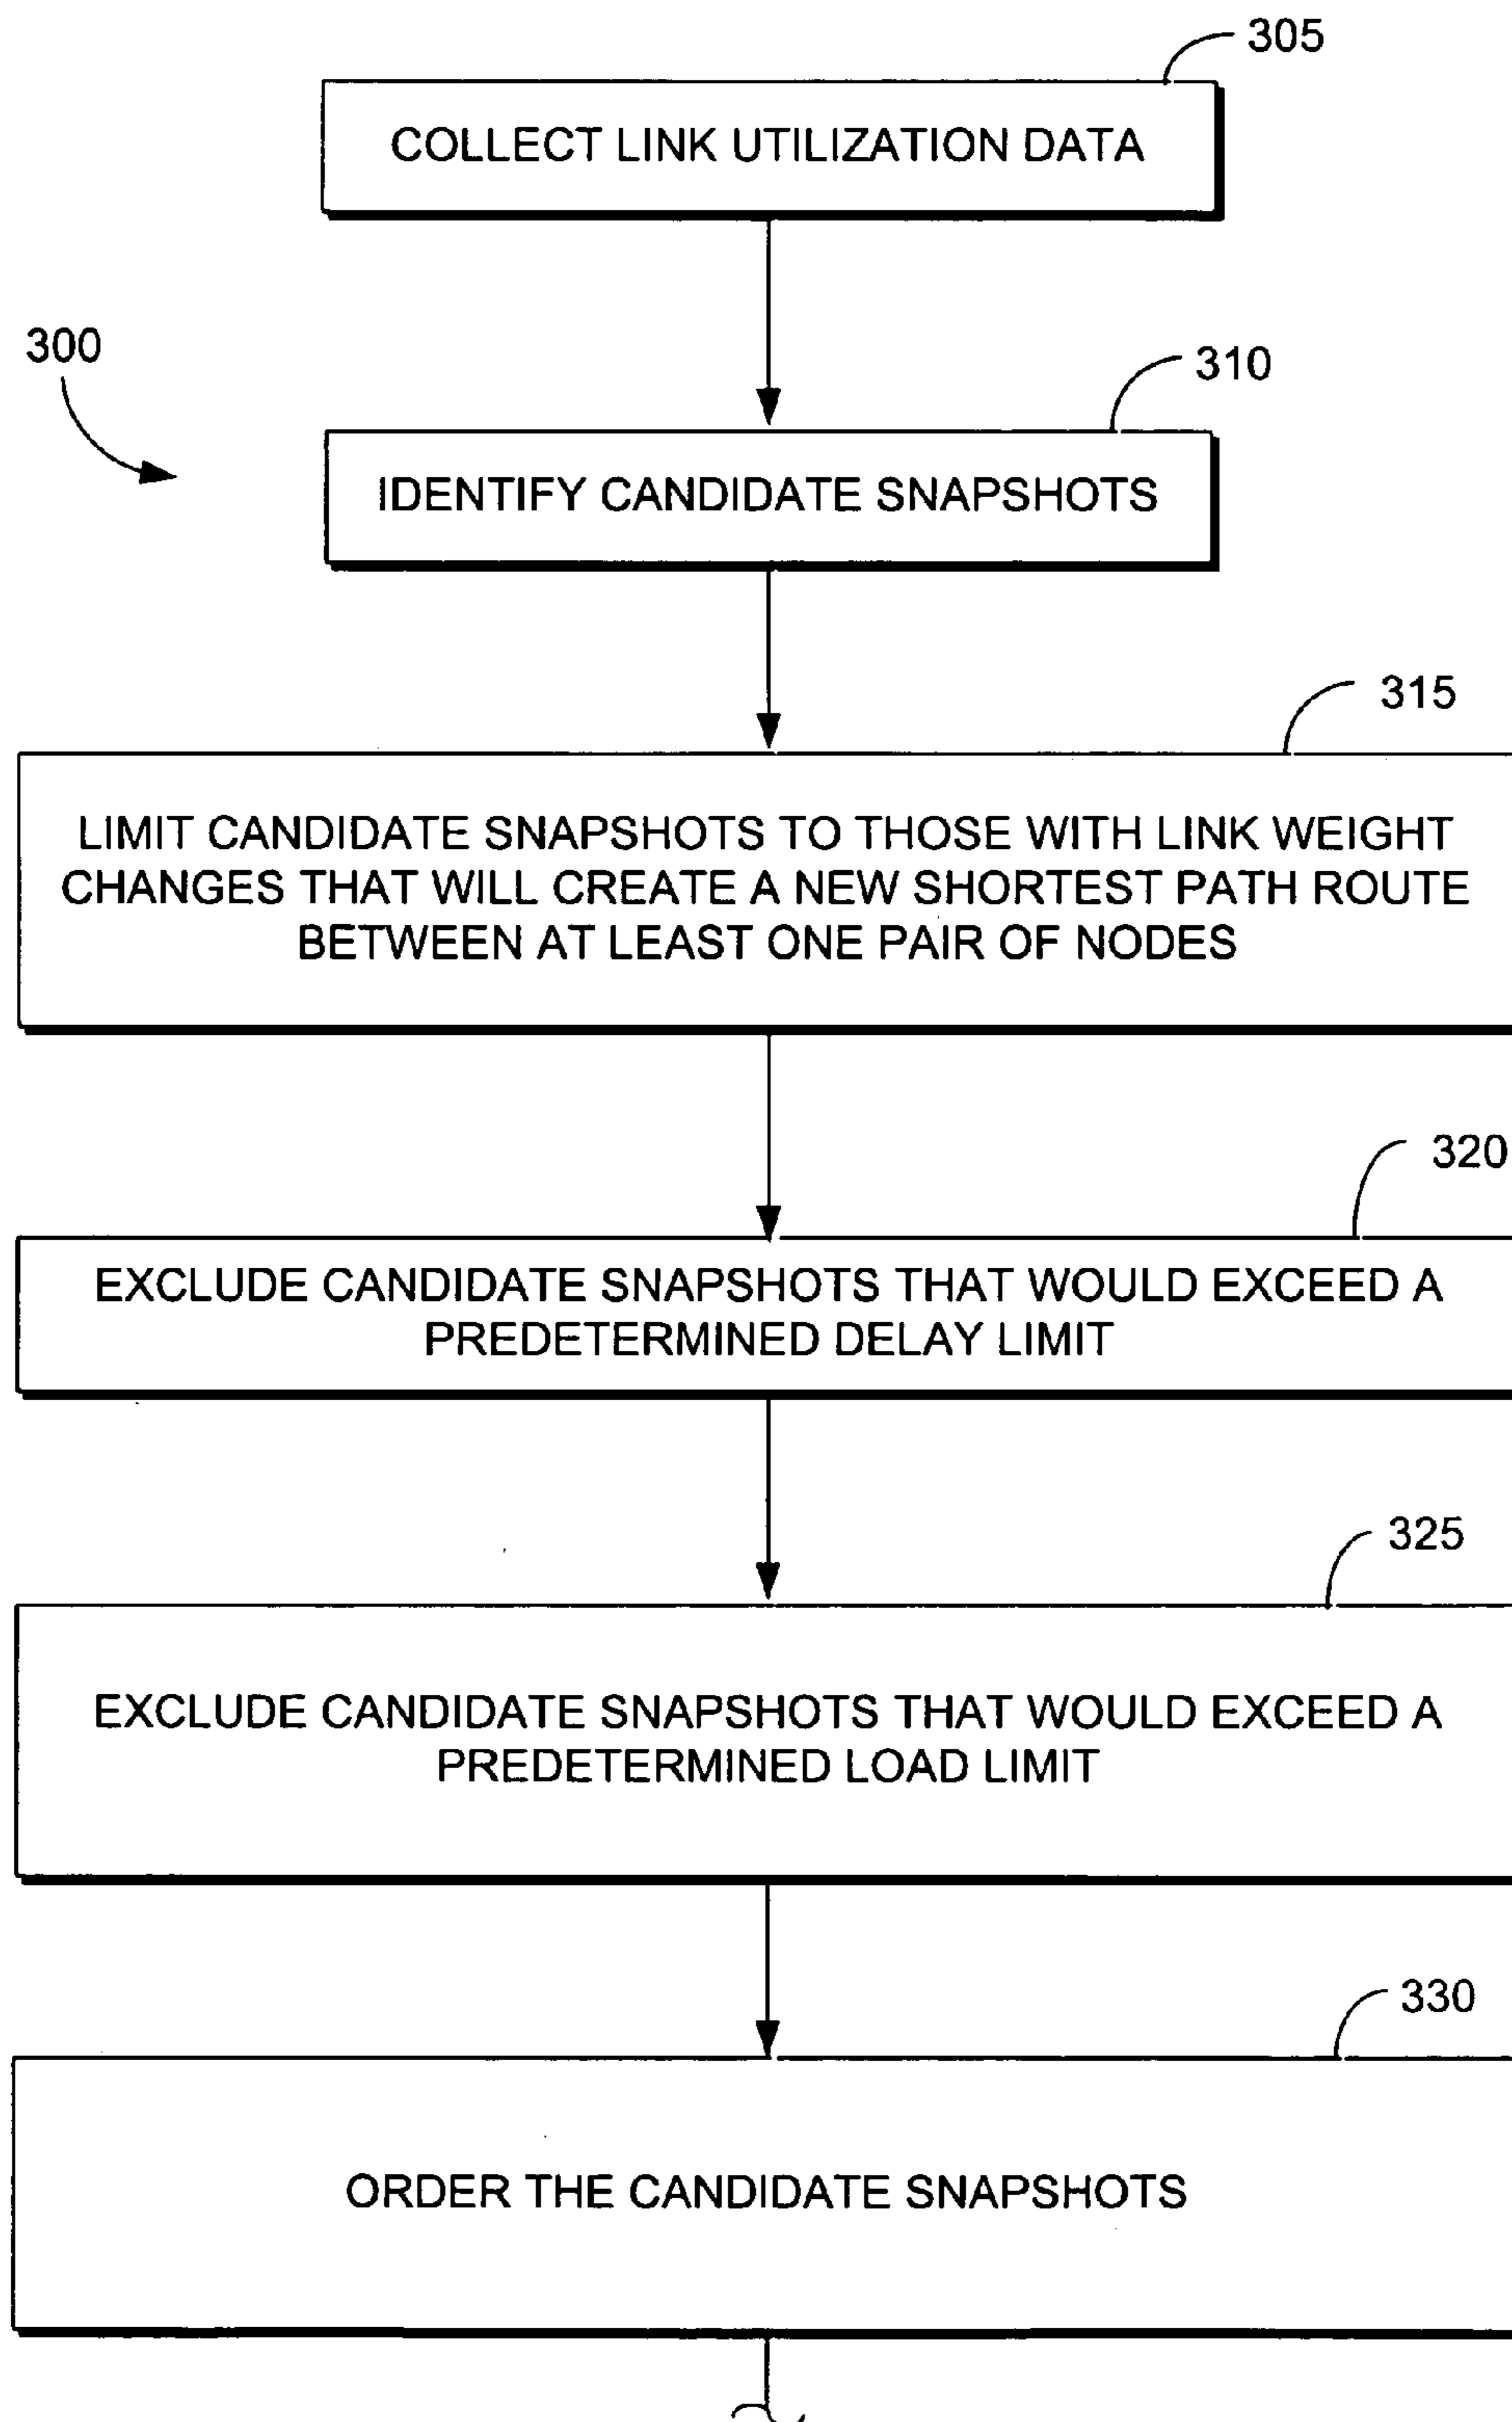 305
COLLECT LINK UTILIZATION DATA
300
310
IDENTIFY CANDIDATE SNAPSHOTS
315
LIMIT CANDIDATE SNAPSHOTS TO THOSE WITH LINK WEIGHT
CHANGES THAT WILL CREATE A NEW SHORTEST PATH ROUTE
BETWEEN AT LEAST ONE PAIR OF NODES
320
EXCLUDE CANDIDATE SNAPSHOTS THAT WOULD EXCEED A
PREDETERMINED DELAY LIMIT
325
EXCLUDE CANDIDATE SNAPSHOTS THAT WOULD EXCEED A
PREDETERMINED LOAD LIMIT
330
ORDER THE CANDIDATE SNAPSHOTS